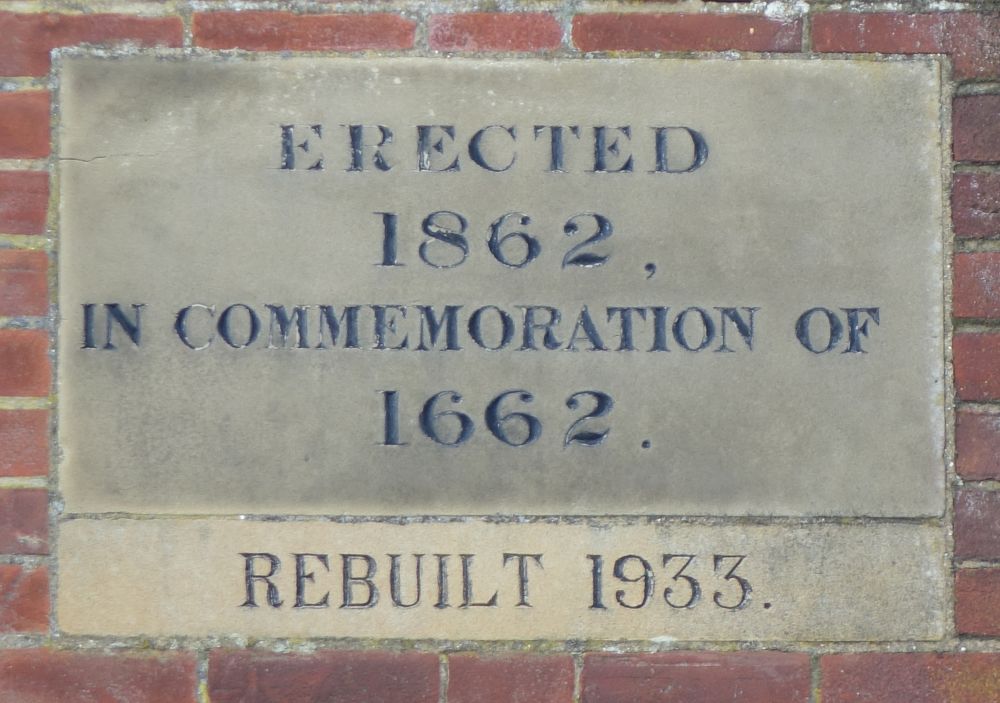 ERECTED
1862,
IN COMMEMORATION OF
1662.
REBUILT 1933.